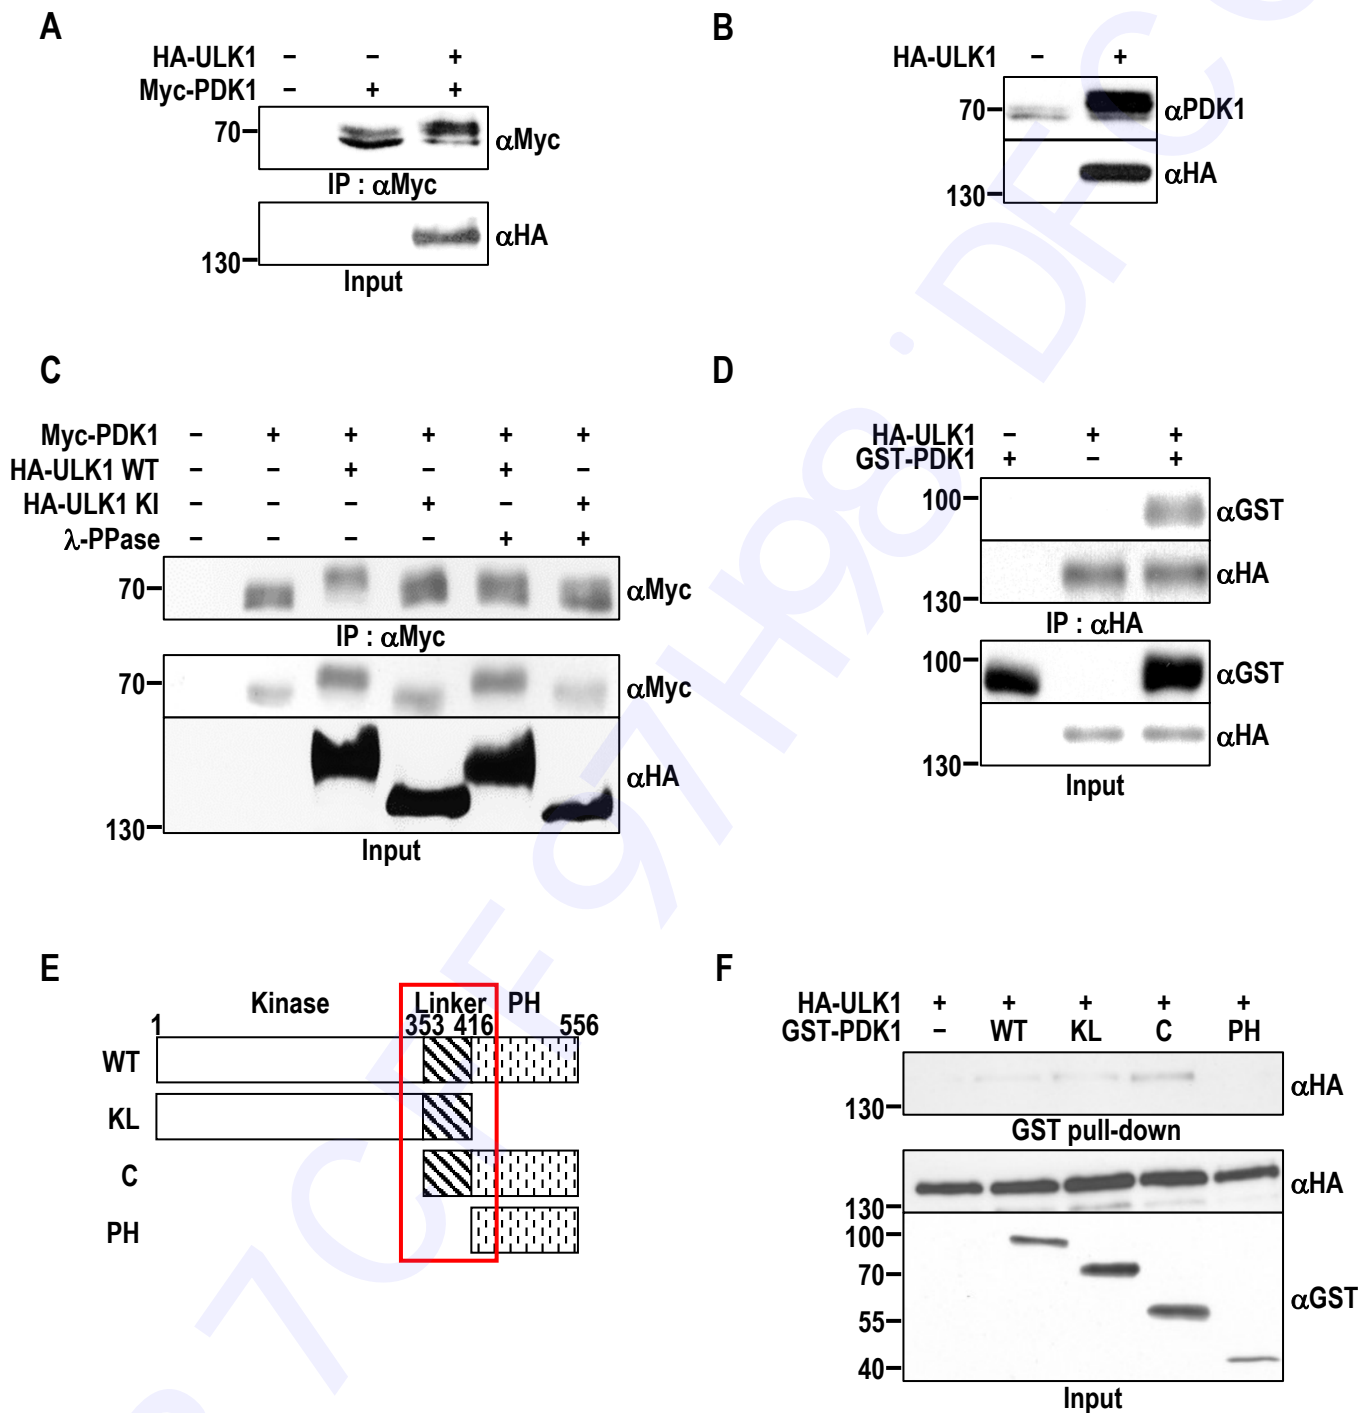 A
HA-ULK1 – – +
Myc-PDK1 – + +
70
αMyc
IP : αMyc
αHA
130
Input
B
HA-ULK1 – +
70
αPDK1
αHA
130
C
Myc-PDK1 – + + + + +
HA-ULK1 WT – – + – + –
HA-ULK1 KI – – – + – +
λ-PPase – – – – + +
70
αMyc
IP : αMyc
70
αMyc
αHA
130
Input
D
HA-ULK1 – + +
GST-PDK1 + – +
100
αGST
αHA
130
IP : αHA
100
αGST
αHA
130
Input
E
Kinase Linker PH
1 353 416 556
WT
KL
C
PH
F
HA-ULK1 + + + + +
GST-PDK1 – WT KL C PH
αHA
130
GST pull-down
αHA
130
100
70
αGST
55
40
Input